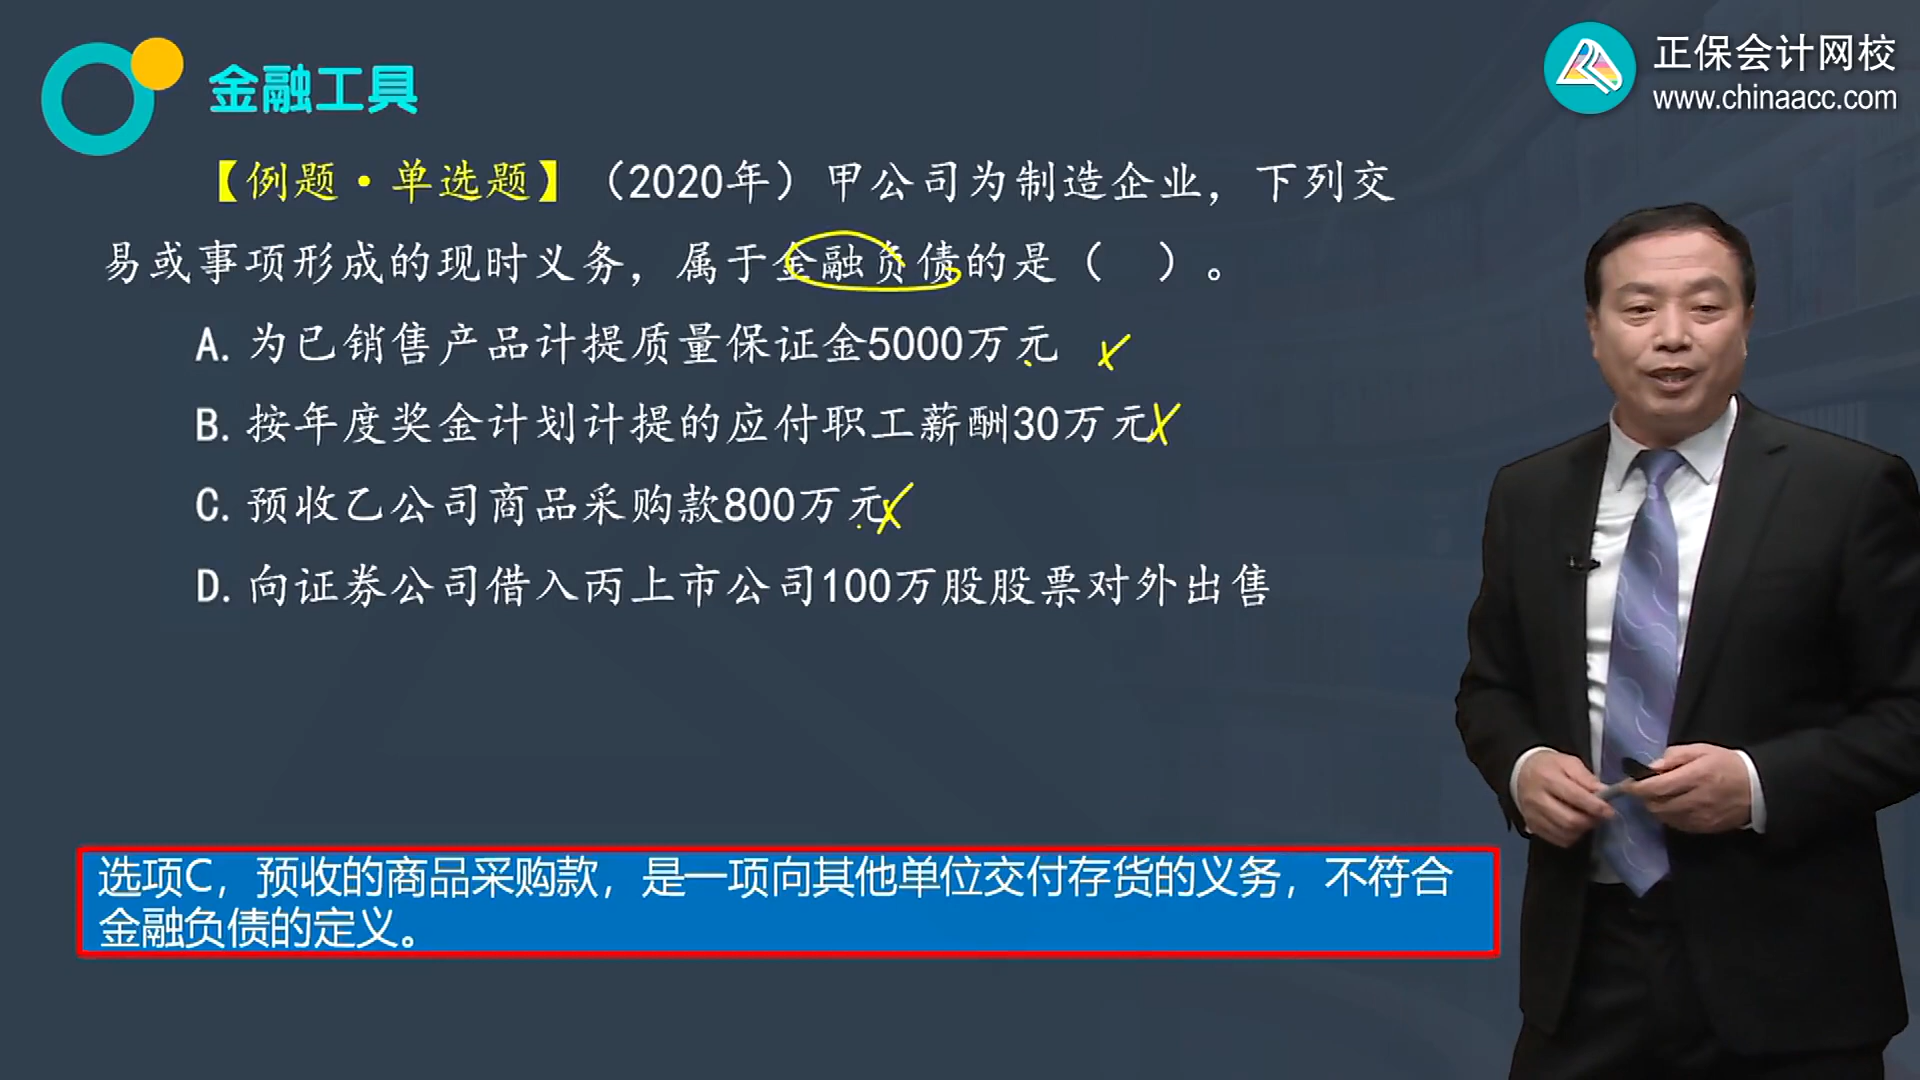 金融工具
正保会计网校
www.chinaacc.com
【例题·单选题】（2020年）甲公司为制造企业，下列交
易或事项形成的现时义务，属于金融负债的是（　）。
A. 为已销售产品计提质量保证金5000万元
B. 按年度奖金计划计提的应付职工薪酬30万元
C. 预收乙公司商品采购款800万元
D. 向证券公司借入丙上市公司100万股股票对外出售
选项C，预收的商品采购款，是一项向其他单位交付存货的义务，不符合
金融负债的定义。